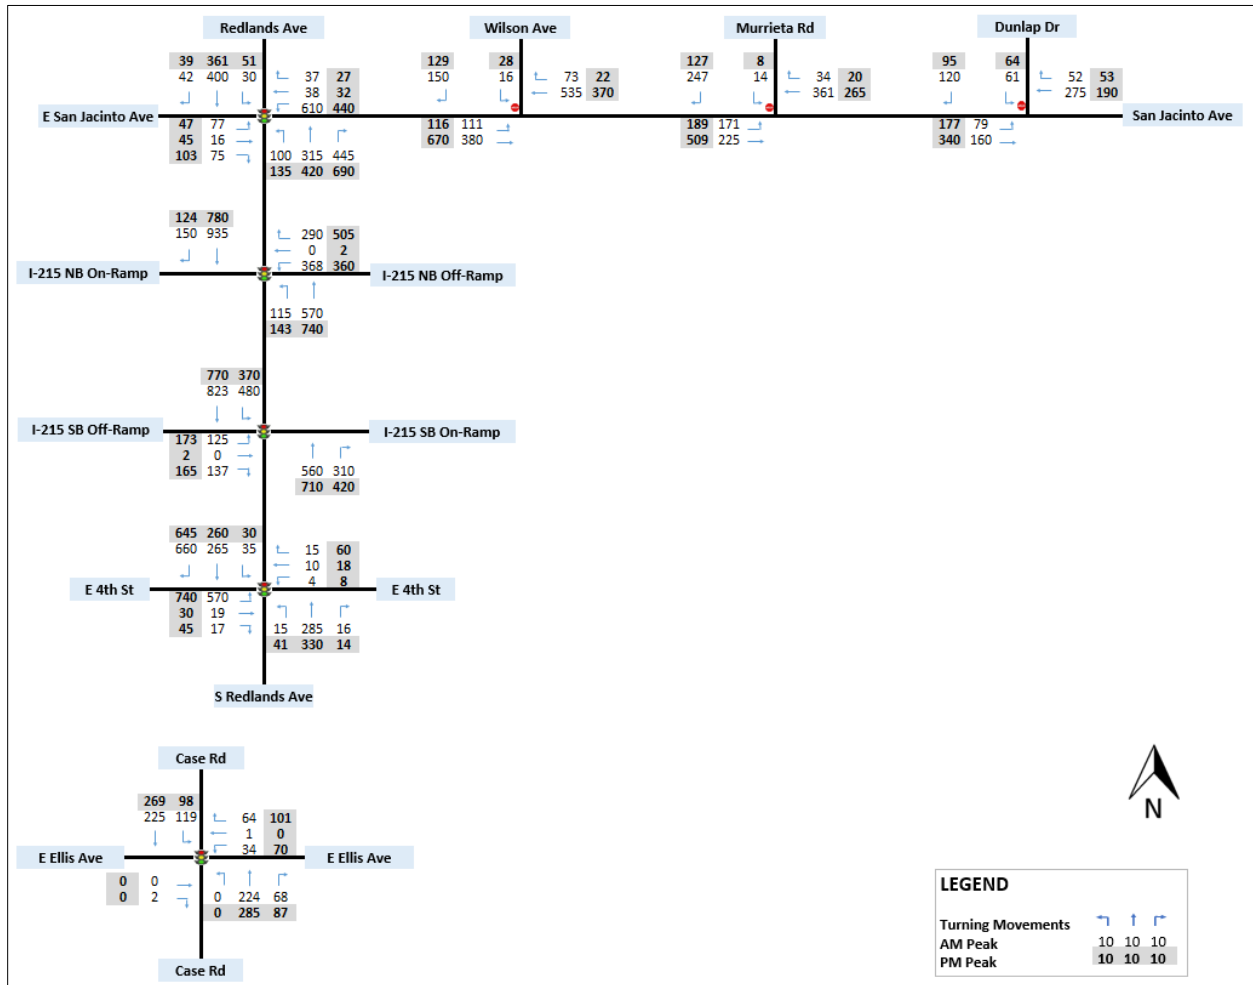 Redlands Ave
Wilson Ave
Murrieta Rd
Dunlap Dr
39 361 51
42 400 30
37 27
38 32
610 440
E San Jacinto Ave
47 77
45 16
103 75
100 315 445
135 420 690
129 28
150 16
73 22
535 370
116 111
670 380
127 8
247 14
34 20
361 265
189 171
509 225
95 64
120 61
52 53
275 190
177 79
340 160
San Jacinto Ave
124 780
150 935
290 505
0 2
368 360
I-215 NB On-Ramp
I-215 NB Off-Ramp
115 570
143 740
770 370
823 480
I-215 SB Off-Ramp
I-215 SB On-Ramp
173 125
2 0
165 137
560 310
710 420
645 260 30
660 265 35
15 60
10 18
4 8
E 4th St
E 4th St
740 570
30 19
45 17
15 285 16
41 330 14
S Redlands Ave
Case Rd
269 98
225 119
64 101
1 0
34 70
E Ellis Ave
E Ellis Ave
0 0
0 2
0 224 68
0 285 87
Case Rd
N
LEGEND
Turning Movements
AM Peak 10 10 10
PM Peak 10 10 10